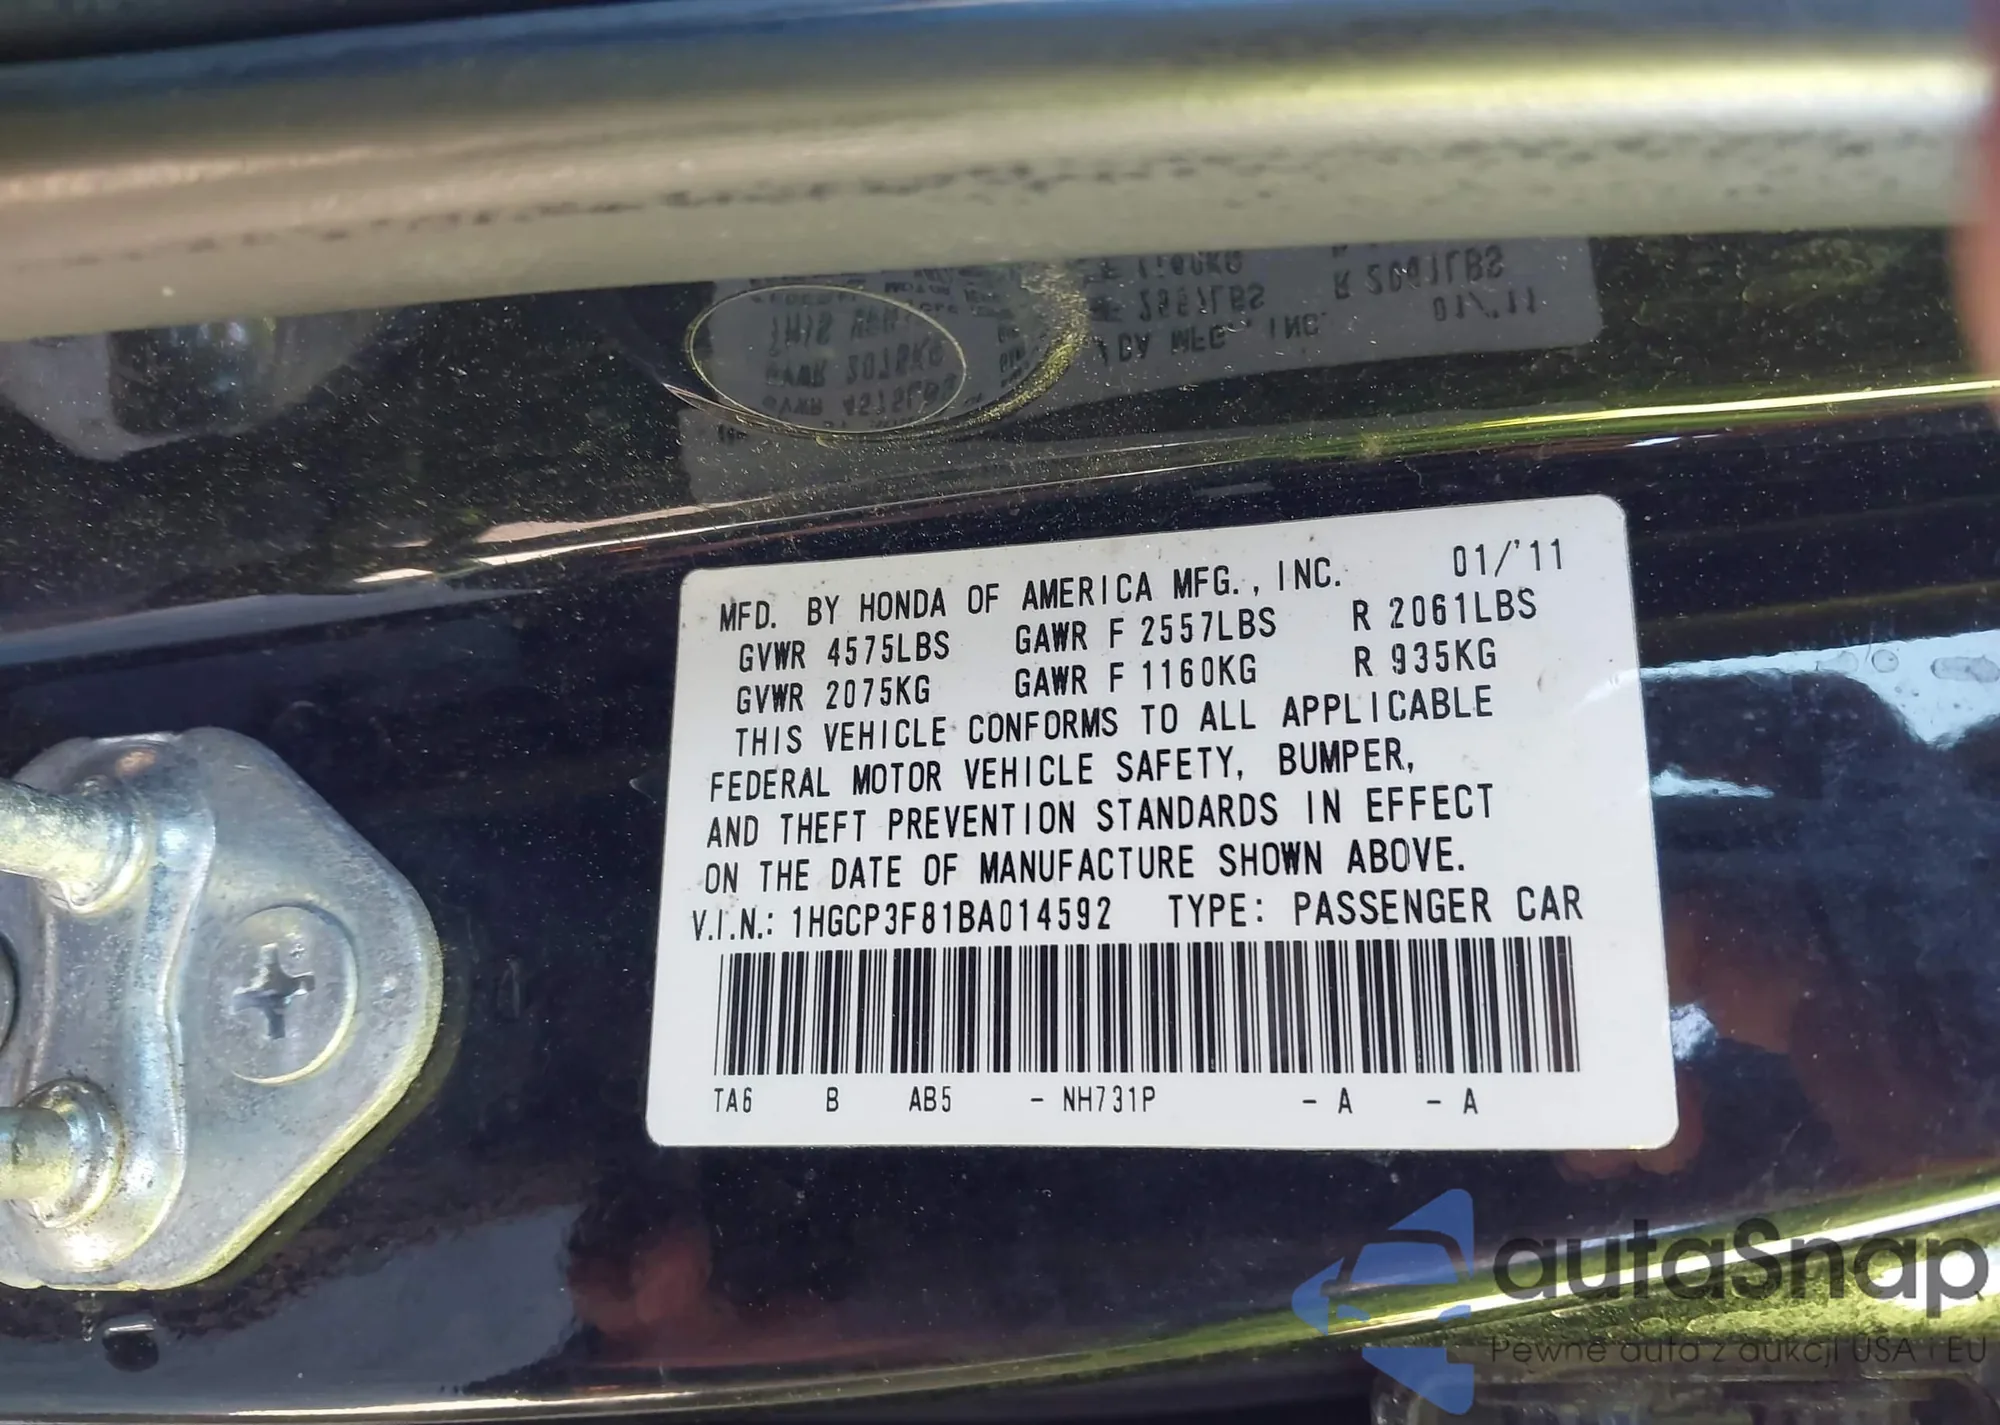 MFD. BY HONDA OF AMERICA MFG., INC. 01/'11
GVWR 4575LBS GAWR F 2557LBS R 2061LBS
GVWR 2075KG GAWR F 1160KG R 935KG
THIS VEHICLE CONFORMS TO ALL APPLICABLE
FEDERAL MOTOR VEHICLE SAFETY, BUMPER,
AND THEFT PREVENTION STANDARDS IN EFFECT
ON THE DATE OF MANUFACTURE SHOWN ABOVE.
V.I.N.: 1HGCP3F81BA014592 TYPE: PASSENGER CAR
TA6 B AB5 - NH731P - A - A
autaSnap
Pewne auta z aukcji USA i EU